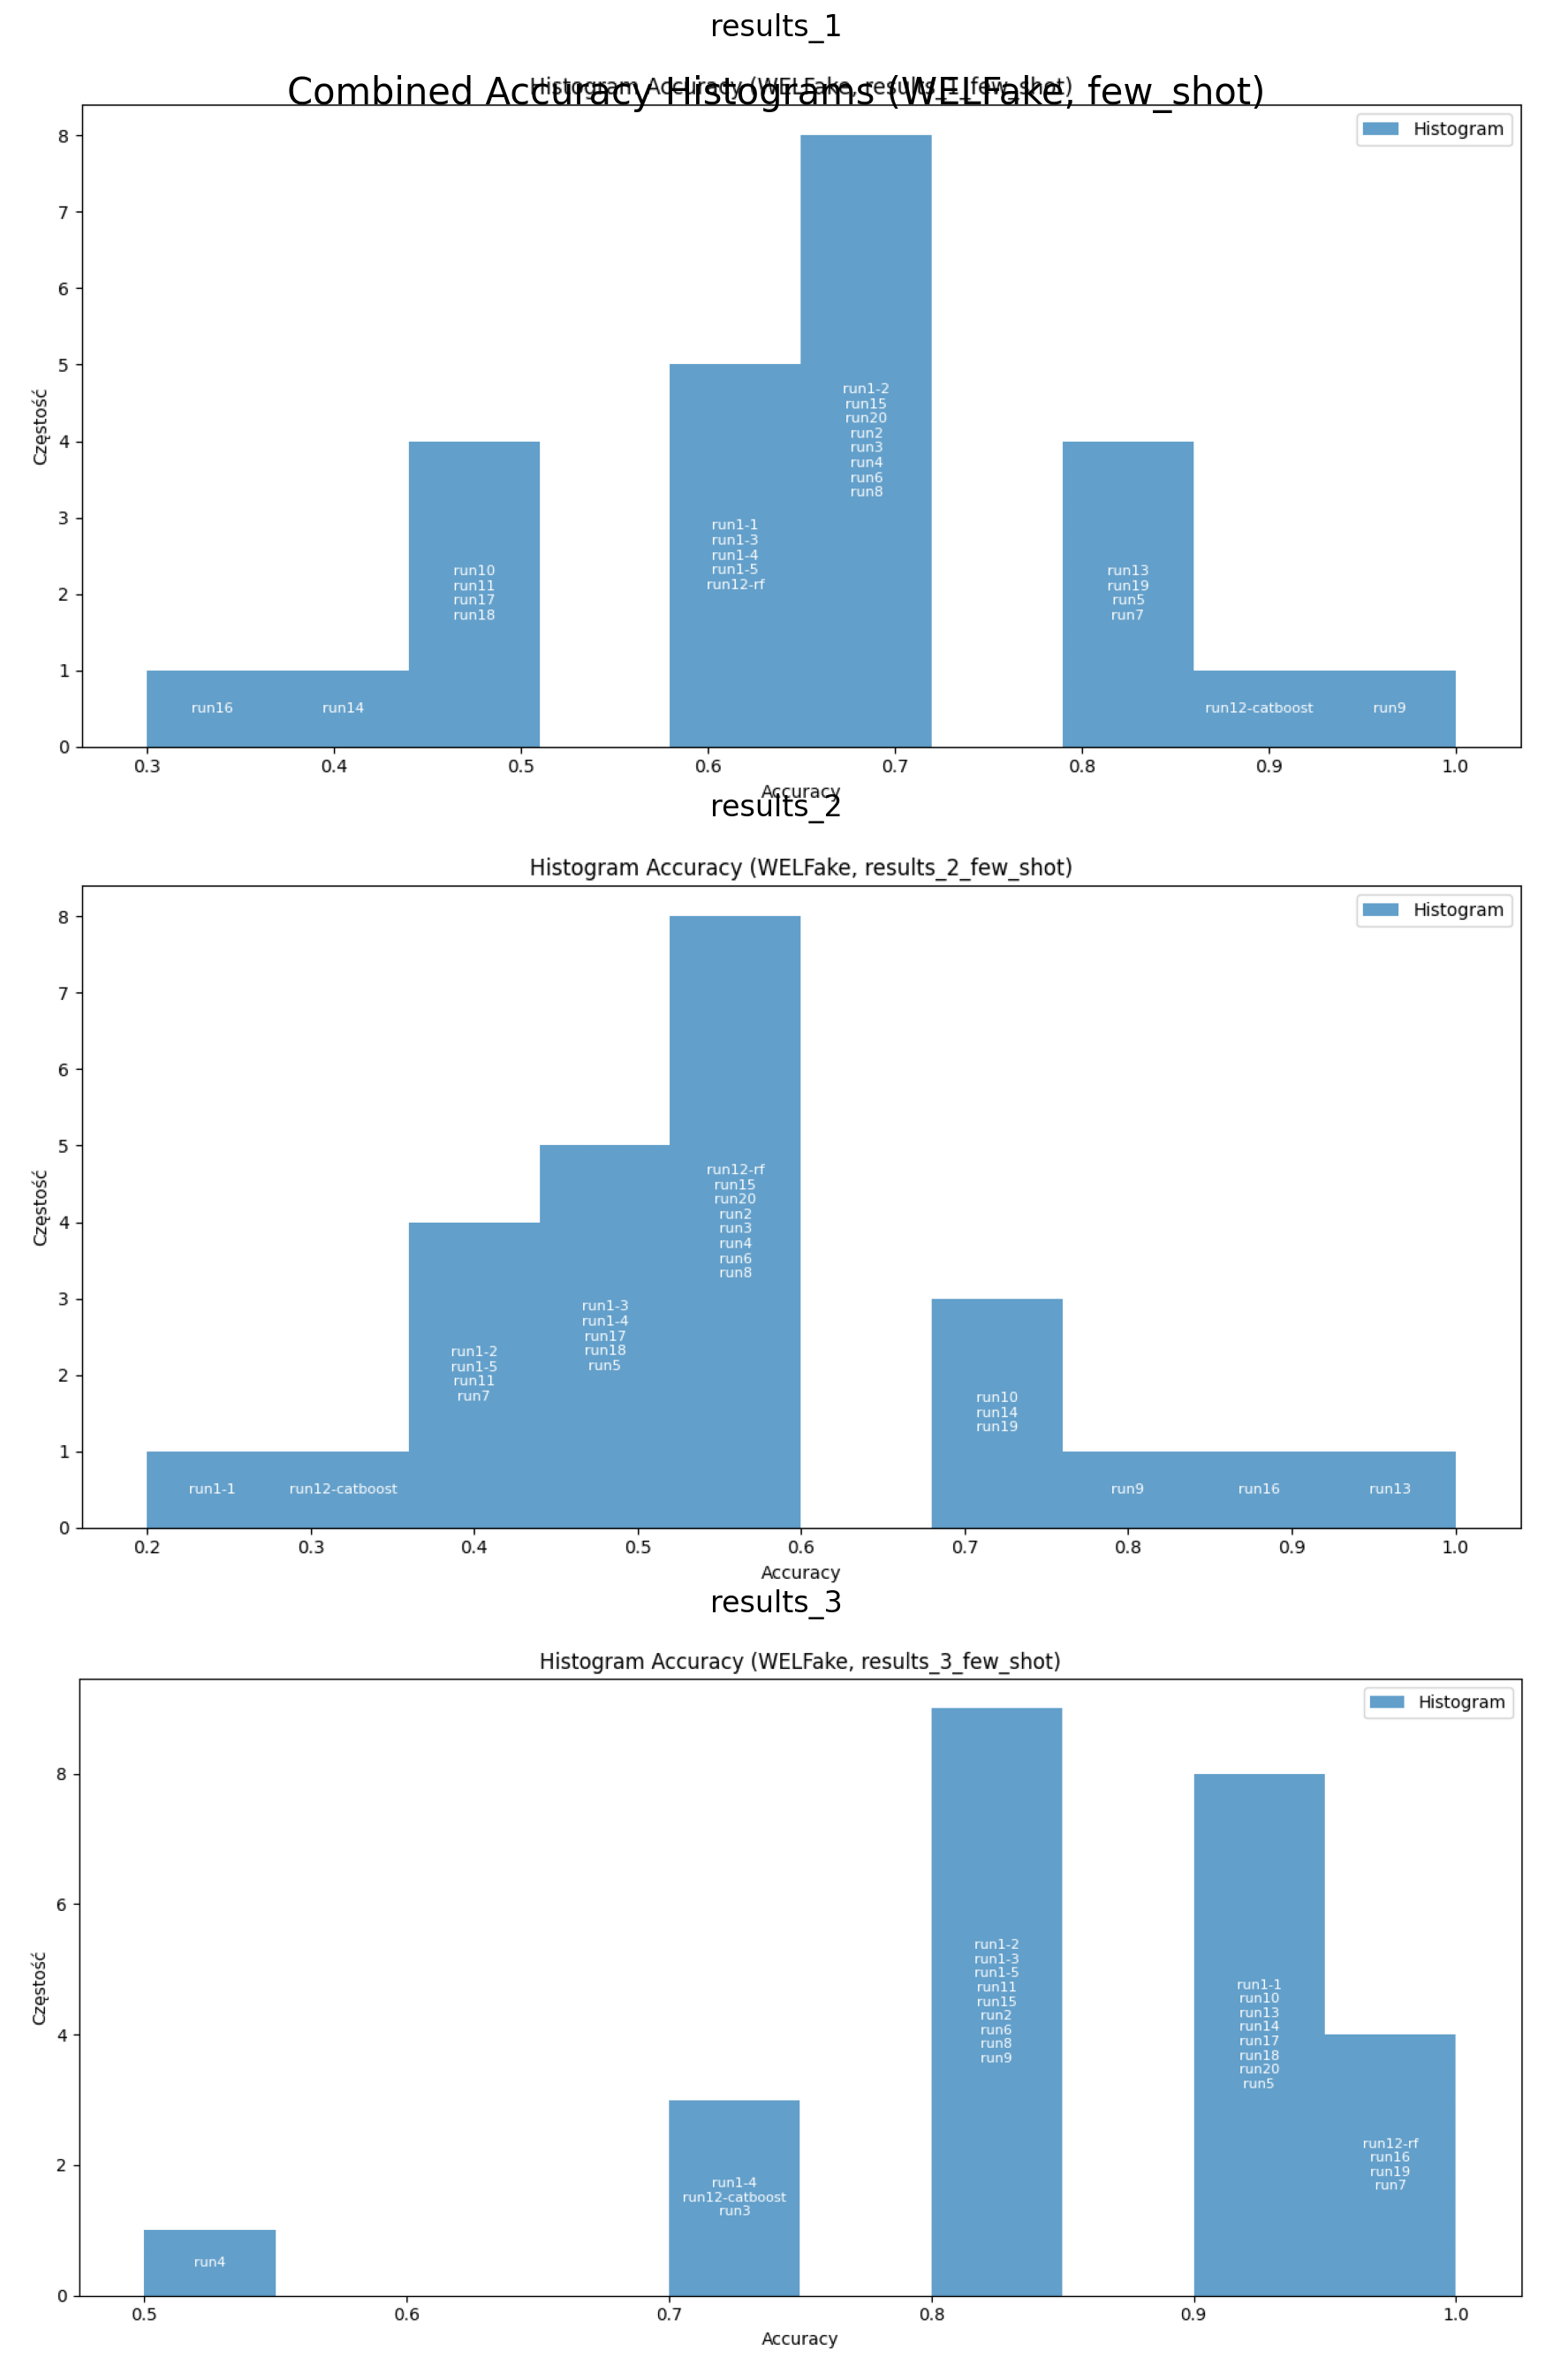 results_1
Histogram Accuracy (WELFake, results_1_few_shot)
Combined Accuracy Histograms (WELFake, few_shot)
Histogram
8
7
6
5
4
3
2
1
0
Częstość
run16
run14
run10
run11
run17
run18
run1-1
run1-3
run1-4
run1-5
run12-rf
run1-2
run15
run20
run2
run3
run4
run6
run8
run13
run19
run5
run7
run12-catboost
run9
0.3 0.4 0.5 0.6 0.7 0.8 0.9 1.0
Accuracy
results_2
Histogram Accuracy (WELFake, results_2_few_shot)
Histogram
8
7
6
5
4
3
2
1
0
Częstość
run1-1
run12-catboost
run1-2
run1-5
run11
run7
run1-3
run1-4
run17
run18
run5
run12-rf
run15
run20
run2
run3
run4
run6
run8
run10
run14
run19
run9
run16
run13
0.2 0.3 0.4 0.5 0.6 0.7 0.8 0.9 1.0
Accuracy
results_3
Histogram Accuracy (WELFake, results_3_few_shot)
Histogram
8
6
4
2
0
Częstość
run4
run1-4
run12-catboost
run3
run1-2
run1-3
run1-5
run11
run15
run2
run6
run8
run9
run1-1
run10
run13
run14
run17
run18
run20
run5
run12-rf
run16
run19
run7
0.5 0.6 0.7 0.8 0.9 1.0
Accuracy